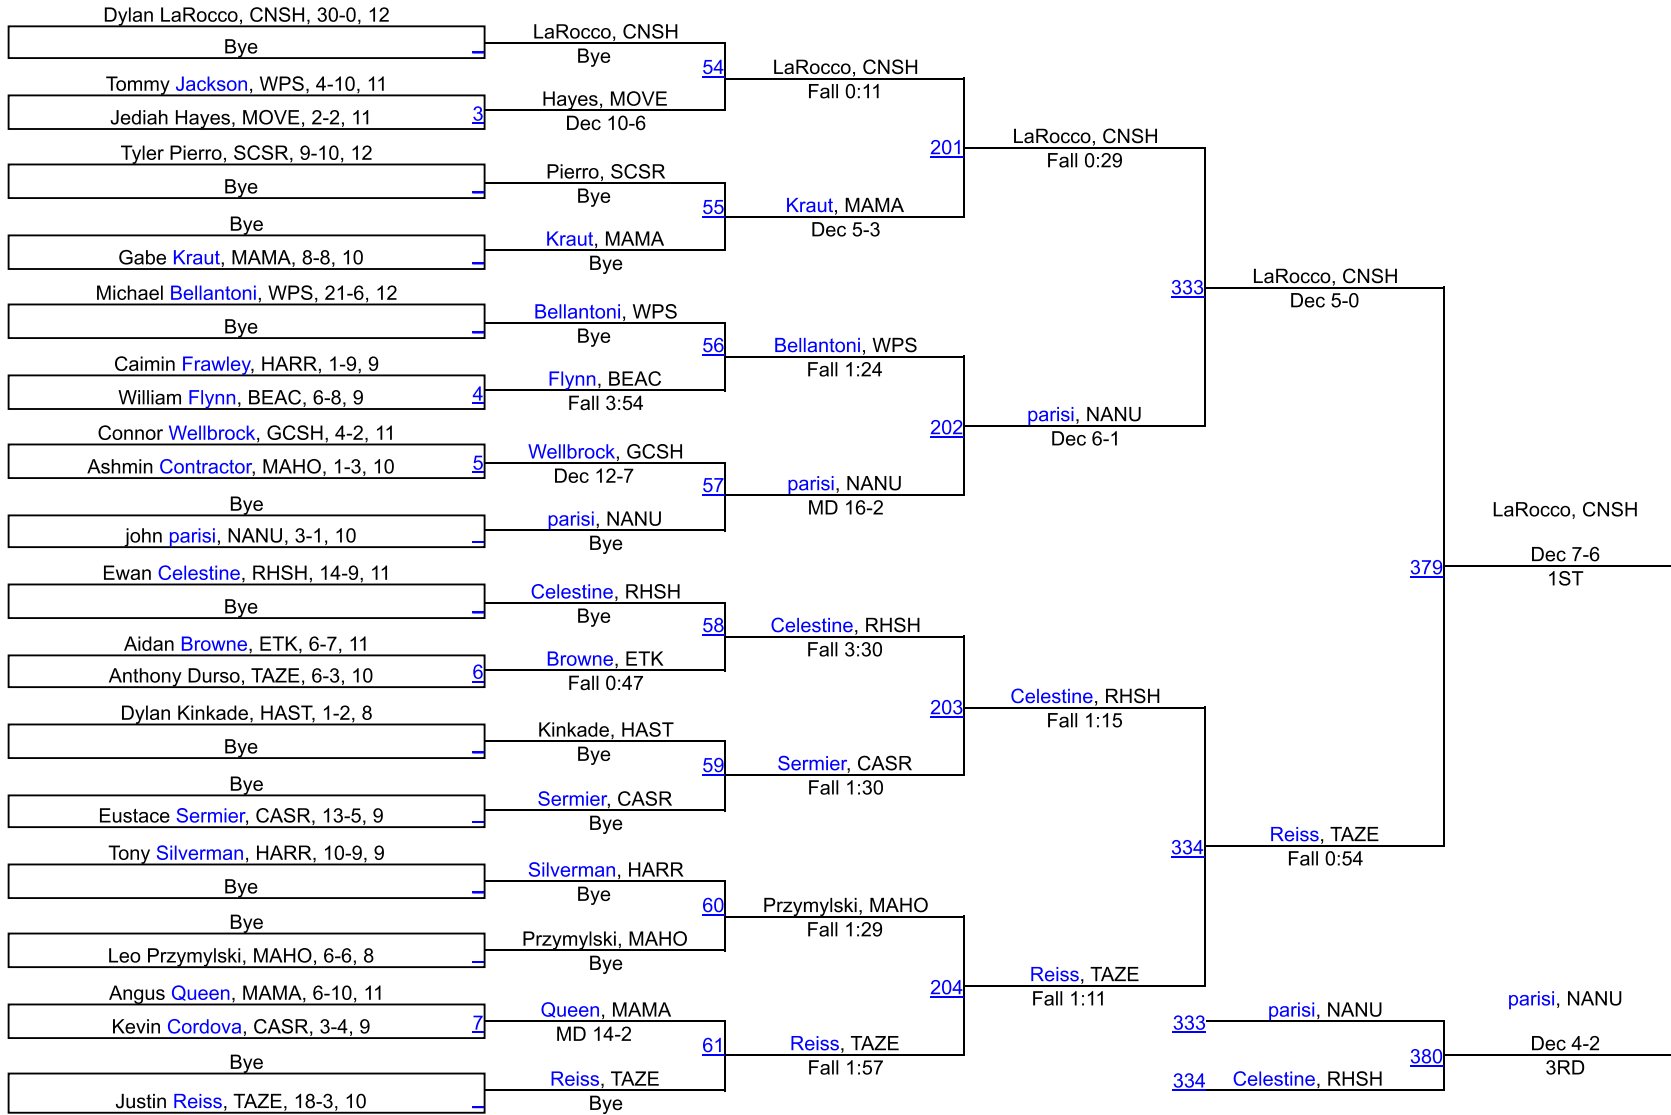 Dylan LaRocco, CNSH, 30-0, 12
Bye
Tommy Jackson, WPS, 4-10, 11
Jediah Hayes, MOVE, 2-2, 11
3
Tyler Pierro, SCSR, 9-10, 12
Bye
Bye
Gabe Kraut, MAMA, 8-8, 10
Michael Bellantoni, WPS, 21-6, 12
Bye
Caimin Frawley, HARR, 1-9, 9
William Flynn, BEAC, 6-8, 9
4
Connor Wellbrock, GCSH, 4-2, 11
Ashmin Contractor, MAHO, 1-3, 10
5
Bye
john parisi, NANU, 3-1, 10
Ewan Celestine, RHSH, 14-9, 11
Bye
Aidan Browne, ETK, 6-7, 11
Anthony Durso, TAZE, 6-3, 10
6
Dylan Kinkade, HAST, 1-2, 8
Bye
Bye
Eustace Sermier, CASR, 13-5, 9
Tony Silverman, HARR, 10-9, 9
Bye
Bye
Leo Przymylski, MAHO, 6-6, 8
Angus Queen, MAMA, 6-10, 11
Kevin Cordova, CASR, 3-4, 9
7
Bye
Justin Reiss, TAZE, 18-3, 10
LaRocco, CNSH
Bye
54
Hayes, MOVE
Dec 10-6
Pierro, SCSR
Bye
55
Kraut, MAMA
Bye
Bellantoni, WPS
Bye
56
Flynn, BEAC
Fall 3:54
Wellbrock, GCSH
Dec 12-7
57
parisi, NANU
Bye
Celestine, RHSH
Bye
58
Browne, ETK
Fall 0:47
Kinkade, HAST
Bye
59
Sermier, CASR
Bye
Silverman, HARR
Bye
60
Przymylski, MAHO
Bye
Queen, MAMA
MD 14-2
61
Reiss, TAZE
Bye
LaRocco, CNSH
Fall 0:11
201
Kraut, MAMA
Dec 5-3
Bellantoni, WPS
Fall 1:24
202
parisi, NANU
MD 16-2
Celestine, RHSH
Fall 3:30
203
Sermier, CASR
Fall 1:30
Przymylski, MAHO
Fall 1:29
204
Reiss, TAZE
Fall 1:57
LaRocco, CNSH
Fall 0:29
333
parisi, NANU
Dec 6-1
Celestine, RHSH
Fall 1:15
334
Reiss, TAZE
Fall 1:11
LaRocco, CNSH
Dec 5-0
379
Reiss, TAZE
Fall 0:54
LaRocco, CNSH
Dec 7-6
1ST
333
parisi, NANU
380
334
Celestine, RHSH
parisi, NANU
Dec 4-2
3RD